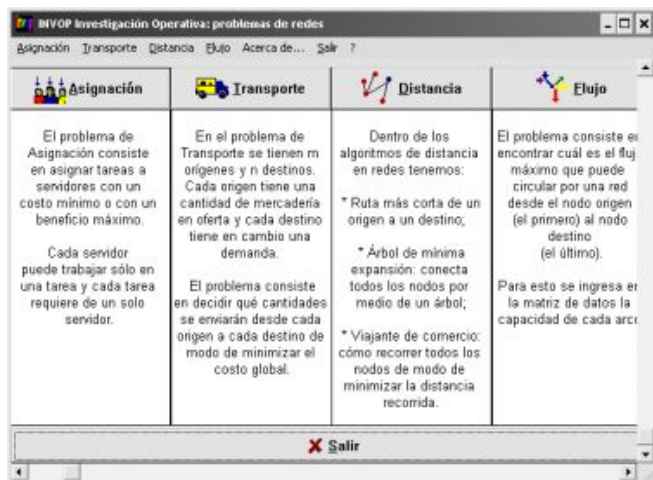 INVOP Investigación Operativa: problemas de redes
Asignación Transporte Distancia Flujo Acerca de... Salir ?
Asignación
El problema de
Asignación consiste
en asignar tareas a
servidores con un
costo mínimo o con un
beneficio máximo.
Cada servidor
puede trabajar sólo en
una tarea y cada tarea
requiere de un solo
servidor.
Transporte
En el problema de
Transporte se tienen m
orígenes y n destinos.
Cada origen tiene una
cantidad de mercadería
en oferta y cada destino
tiene en cambio una
demanda.
El problema consiste
en decidir qué cantidades
se enviarán desde cada
origen a cada destino de
modo de minimizar el
costo global.
Distancia
Dentro de los
algoritmos de distancia
en redes tenemos:
* Ruta más corta de un
origen a un destino;
* Árbol de mínima
expansión: conecta
todos los nodos por
medio de un árbol;
* Viajante de comercio:
cómo recorrer todos los
nodos de modo de
minimizar la distancia
recorrida.
Flujo
El problema consiste en
encontrar cuál es el fluj
máximo que puede
circular por una red
desde el nodo origen
(el primero) al nodo
destino
(el último).
Para esto se ingresa en
la matriz de datos la
capacidad de cada arc
Salir